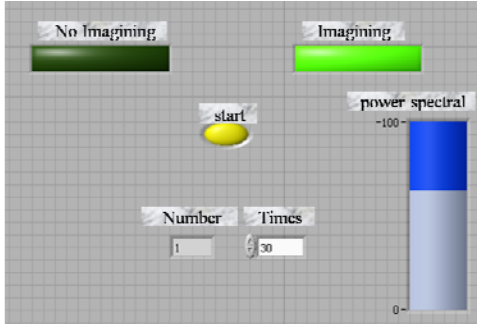 No Imagining
Imagining
power spectral
start
-100-
Number
Times
1
30
0-